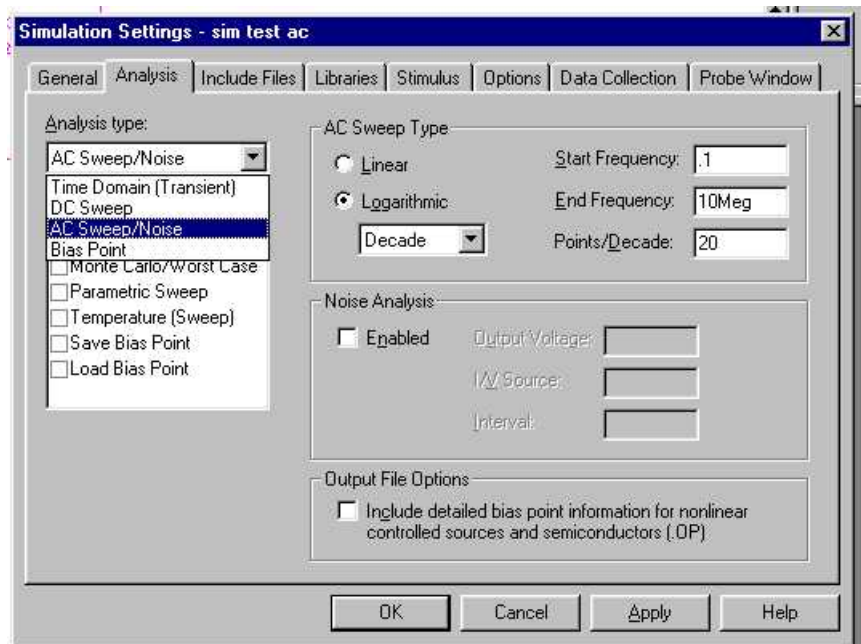 Simulation Settings - sim test ac
General Analysis Include Files Libraries Stimulus Options Data Collection Probe Window
Analysis type:
AC Sweep/Noise
Time Domain (Transient)
DC Sweep
AC Sweep/Noise
Bias Point
Monte Carlo/Worst Case
Parametric Sweep
Temperature (Sweep)
Save Bias Point
Load Bias Point
AC Sweep Type
Linear
Logarithmic
Decade
Start Frequency: .1
End Frequency: 10Meg
Points/Decade: 20
Noise Analysis
Enabled
Output Voltage:
I/V Source:
Interval:
Output File Options
Include detailed bias point information for nonlinear
controlled sources and semiconductors (.OP)
OK Cancel Apply Help